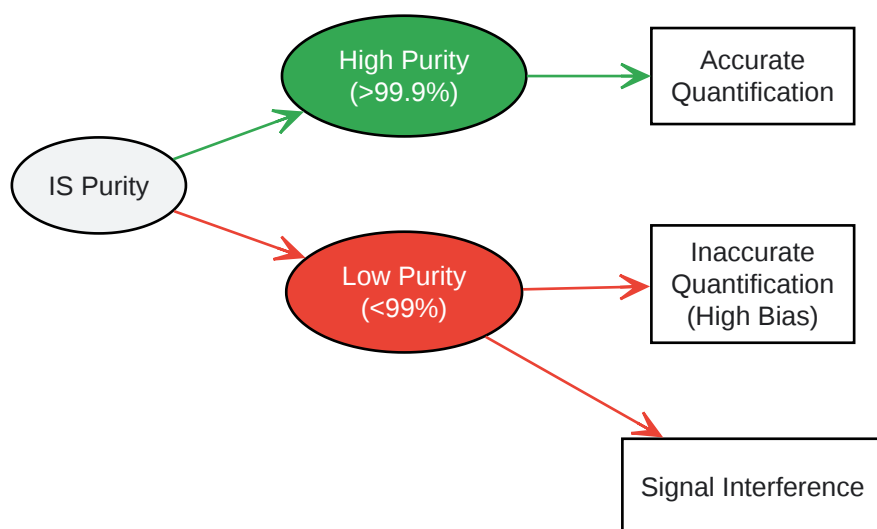 IS Purity
High Purity
(>99.9%)
Accurate
Quantification
Low Purity
(<99%)
Inaccurate
Quantification
(High Bias)
Signal Interference